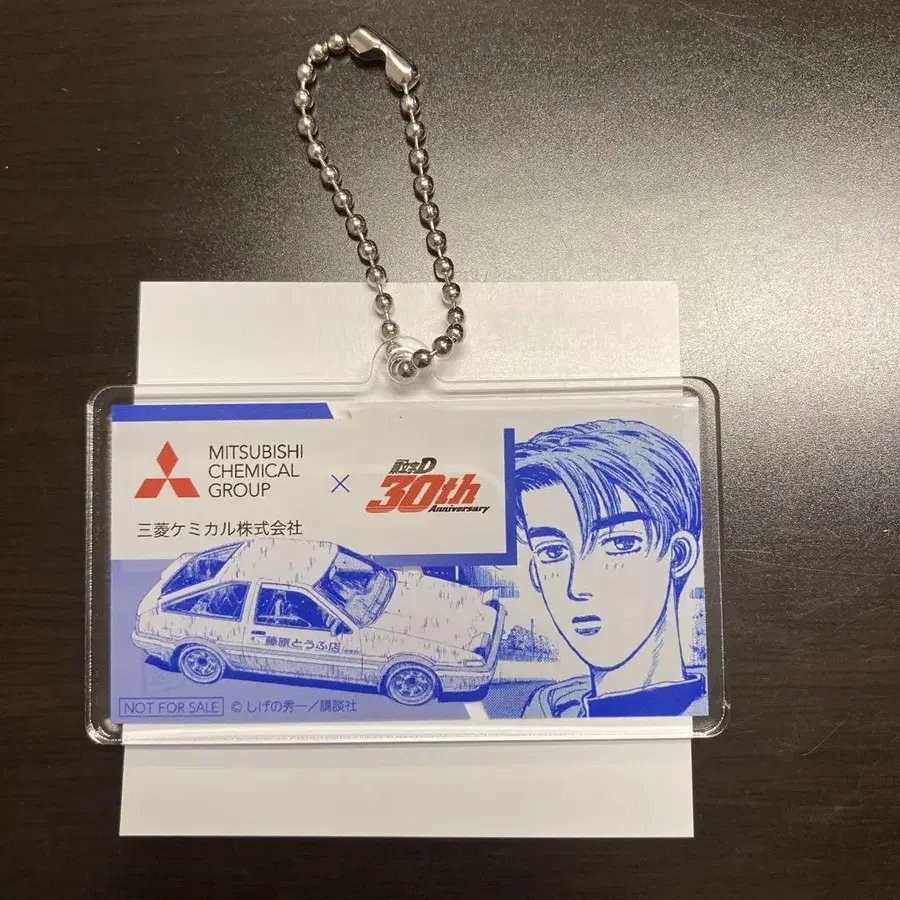 MITSUBISHI
CHEMICAL
GROUP
三菱ケミカル株式会社
×
頭文字D
30th
Anniversary
藤原とうふ店
NOT FOR SALE
© しげの秀一/講談社